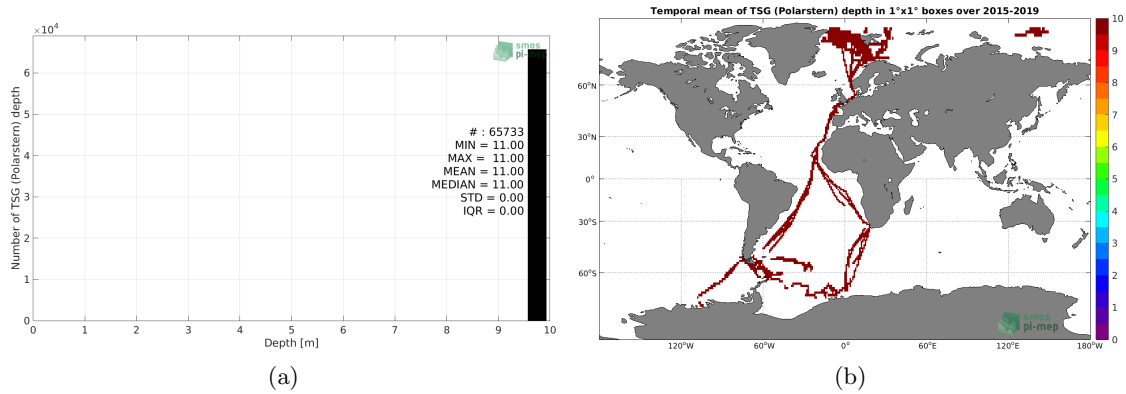 ×10⁴
smos
pi-mep
6
5
4
3
2
1
0
Number of TSG (Polarstern) depth
# : 65733
MIN = 11.00
MAX = 11.00
MEAN = 11.00
MEDIAN = 11.00
STD = 0.00
IQR = 0.00
0 1 2 3 4 5 6 7 8 9 10
Depth [m]
(a)
Temporal mean of TSG (Polarstern) depth in 1°x1° boxes over 2015-2019
60°N
30°N
0°
30°S
60°S
120°W 60°W 0° 60°E 120°E 180°W
smos
pi-mep
10
9
8
7
6
5
4
3
2
1
0
(b)